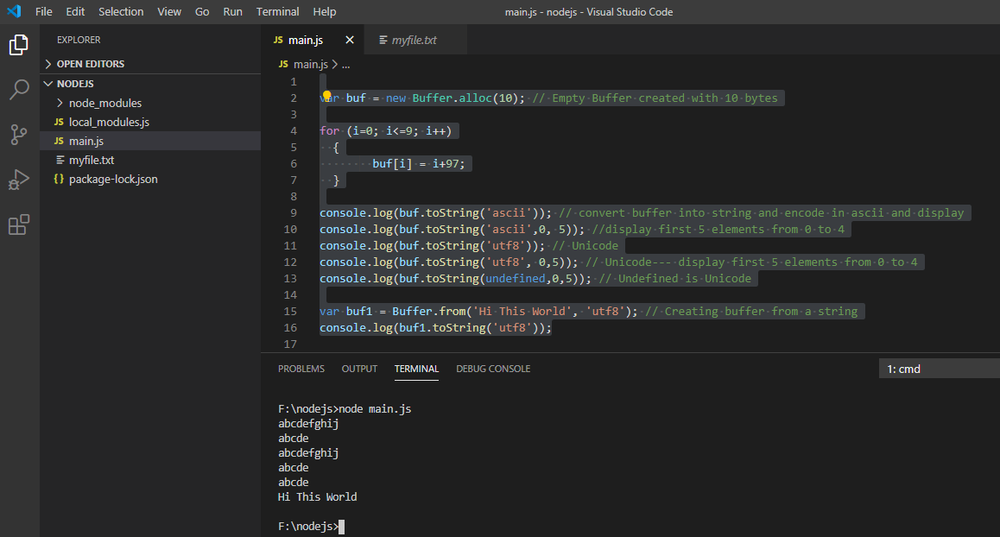 File Edit Selection View Go Run Terminal Help
main.js - nodejs - Visual Studio Code
EXPLORER
OPEN EDITORS
NODEJS
node_modules
JS local_modules.js
JS main.js
myfile.txt
{} package-lock.json
JS main.js × myfile.txt
JS main.js > ...
1
2 var buf = new Buffer.alloc(10); // Empty Buffer created with 10 bytes
3
4 for (i=0; i<=9; i++)
5 {
6 buf[i] = i+97;
7 }
8
9 console.log(buf.toString('ascii')); // convert buffer into string and encode in ascii and display
10 console.log(buf.toString('ascii',0, 5)); //display first 5 elements from 0 to 4
11 console.log(buf.toString('utf8')); // Unicode
12 console.log(buf.toString('utf8', 0,5)); // Unicode--- display first 5 elements from 0 to 4
13 console.log(buf.toString(undefined,0,5)); // Undefined is Unicode
14
15 var buf1 = Buffer.from('Hi This World', 'utf8'); // Creating buffer from a string
16 console.log(buf1.toString('utf8'));
17
PROBLEMS OUTPUT TERMINAL DEBUG CONSOLE
1: cmd
F:\nodejs>node main.js
abcdefghij
abcde
abcdefghij
abcde
abcde
Hi This World
F:\nodejs>